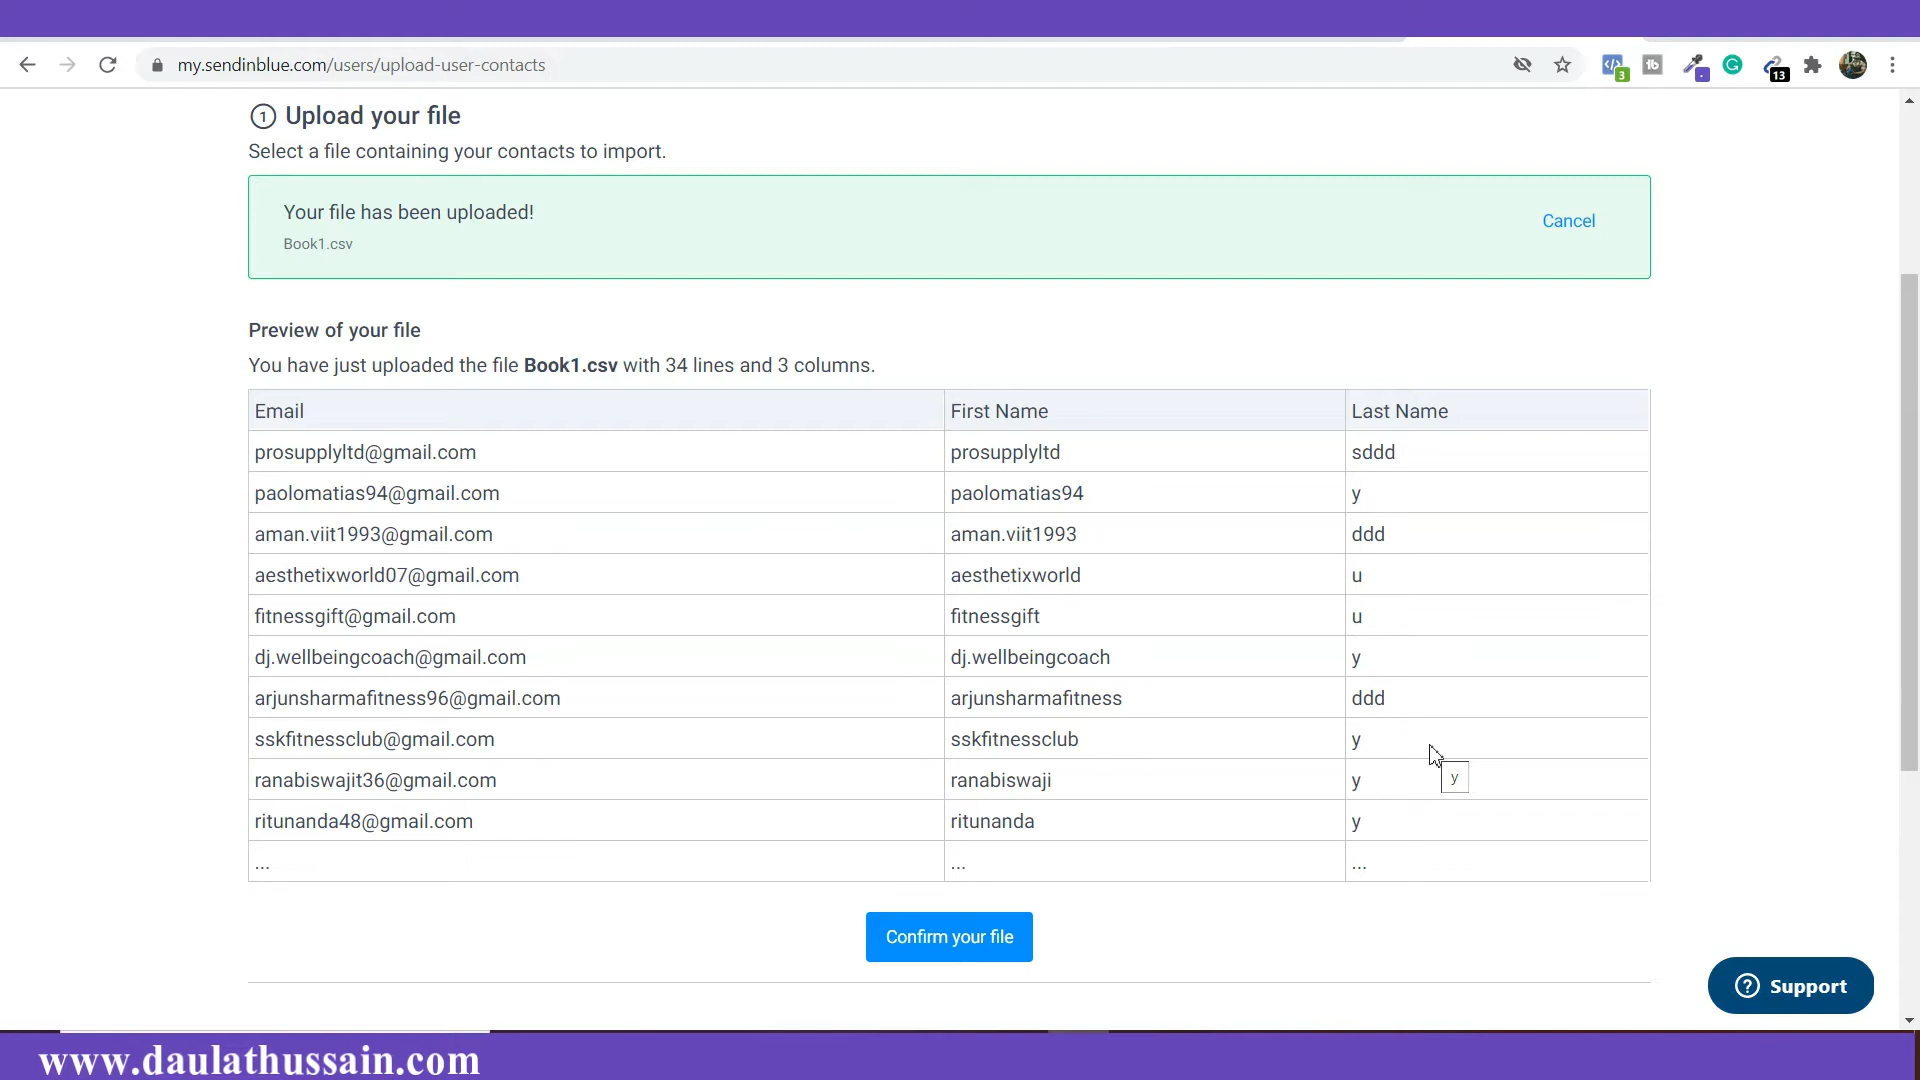 my.sendinblue.com/users/upload-user-contacts
3
13
1 Upload your file
Select a file containing your contacts to import.
Your file has been uploaded!
Cancel
Book1.csv
Preview of your file
You have just uploaded the file Book1.csv with 34 lines and 3 columns.
Email First Name Last Name
prosupplyltd@gmail.com prosupplyltd sddd
paolomatias94@gmail.com paolomatias94 y
aman.viit1993@gmail.com aman.viit1993 ddd
aesthetixworld07@gmail.com aesthetixworld u
fitnessgift@gmail.com fitnessgift u
dj.wellbeingcoach@gmail.com dj.wellbeingcoach y
arjunsharmafitness96@gmail.com arjunsharmafitness ddd
sskfitnessclub@gmail.com sskfitnessclub y
ranabiswajit36@gmail.com ranabiswaji y
y
ritunanda48@gmail.com ritunanda y
... ... ...
Confirm your file
? Support
www.daulathussain.com